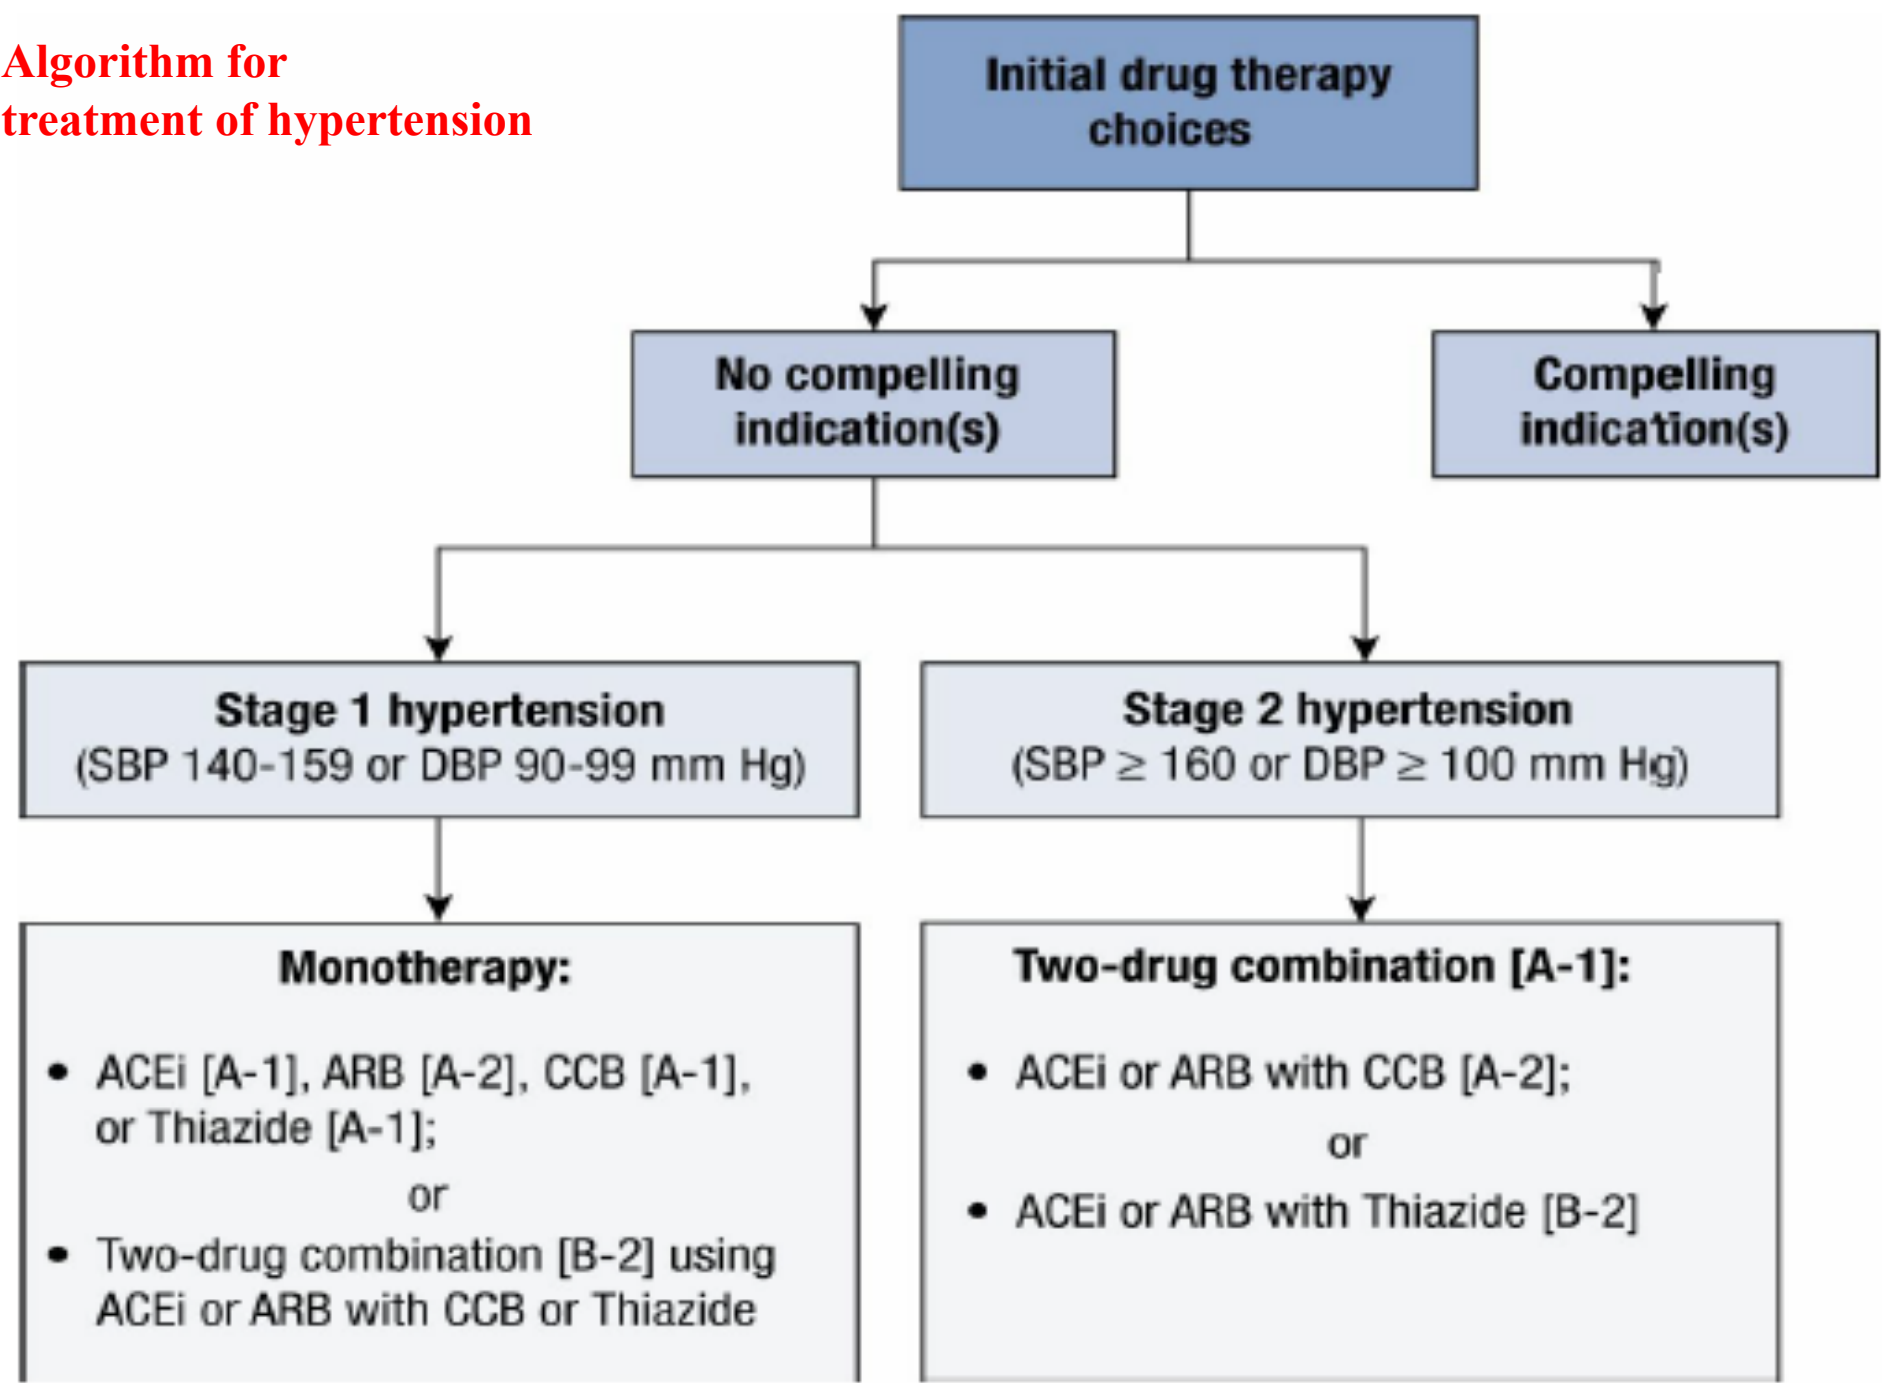 Algorithm for
treatment of hypertension
Initial drug therapy
choices
No compelling
indication(s)
Compelling
indication(s)
Stage 1 hypertension
(SBP 140-159 or DBP 90-99 mm Hg)
Stage 2 hypertension
(SBP ≥ 160 or DBP ≥ 100 mm Hg)
Monotherapy:
• ACEi [A-1], ARB [A-2], CCB [A-1],
or Thiazide [A-1];
or
• Two-drug combination [B-2] using
ACEi or ARB with CCB or Thiazide
Two-drug combination [A-1]:
• ACEi or ARB with CCB [A-2];
or
• ACEi or ARB with Thiazide [B-2]